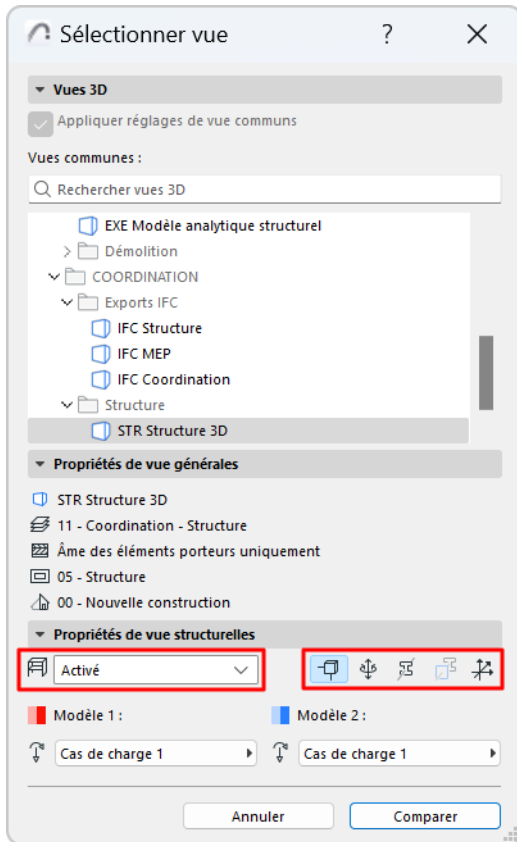 Sélectionner vue ?
Vues 3D
Appliquer réglages de vue communs
Vues communes :
Rechercher vues 3D
EXE Modèle analytique structurel
Démolition
COORDINATION
Exports IFC
IFC Structure
IFC MEP
IFC Coordination
Structure
STR Structure 3D
Propriétés de vue générales
STR Structure 3D
11 - Coordination - Structure
Âme des éléments porteurs uniquement
05 - Structure
00 - Nouvelle construction
Propriétés de vue structurelles
Activé
Modèle 1 : Modèle 2 :
Cas de charge 1 Cas de charge 1
Annuler Comparer